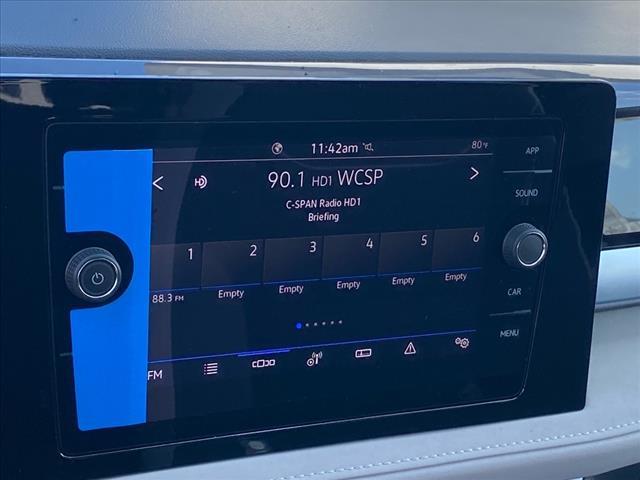 11:42am 80°F
90.1 HD1 WCSP
C-SPAN Radio HD1
Briefing
1 2 3 4 5 6
88.3 FM Empty Empty Empty Empty Empty
FM
APP
SOUND
CAR
MENU